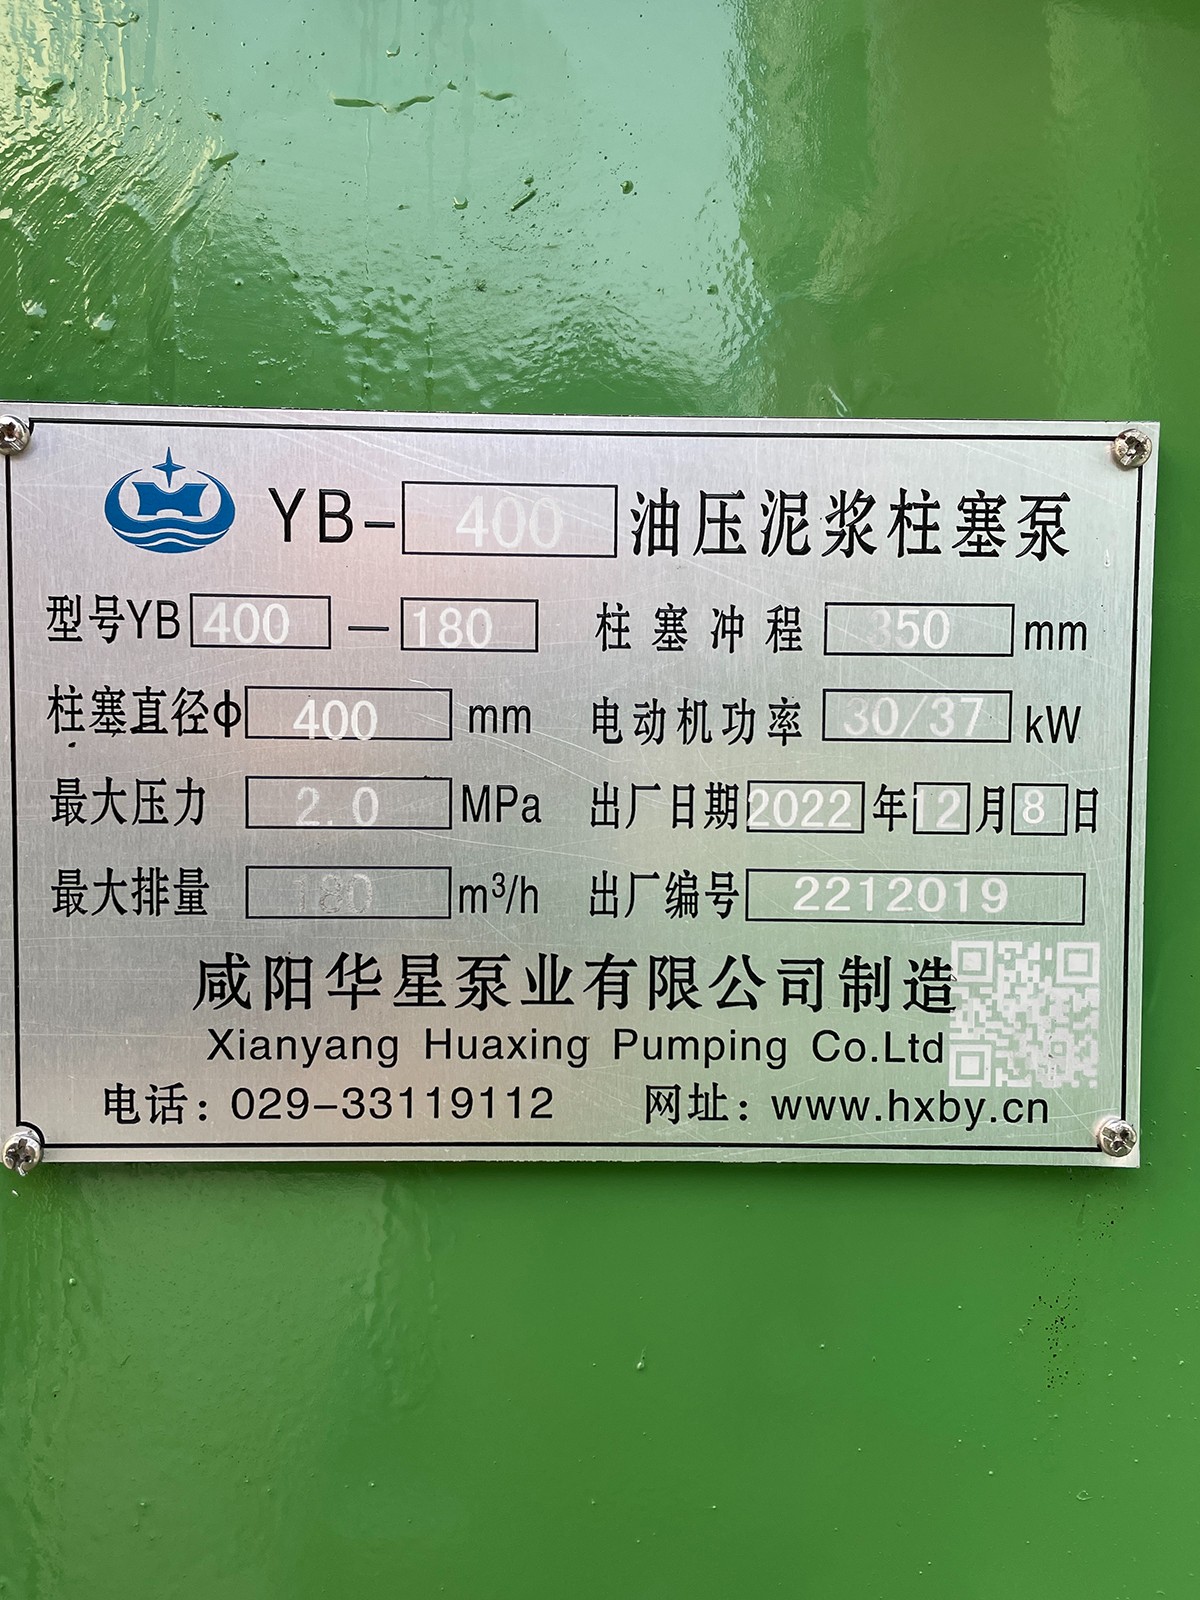 YB-400油压泥浆柱塞泵
型号YB 400 — 180 柱塞冲程 350 mm
柱塞直径φ 400 mm 电动机功率 30/37 kW
最大压力 2.0 MPa 出厂日期 2022 年 12 月 8 日
最大排量 180 m³/h 出厂编号 2212019
咸阳华星泵业有限公司制造
Xianyang Huaxing Pumping Co.Ltd
电话：029-33119112 网址：www.hxby.cn